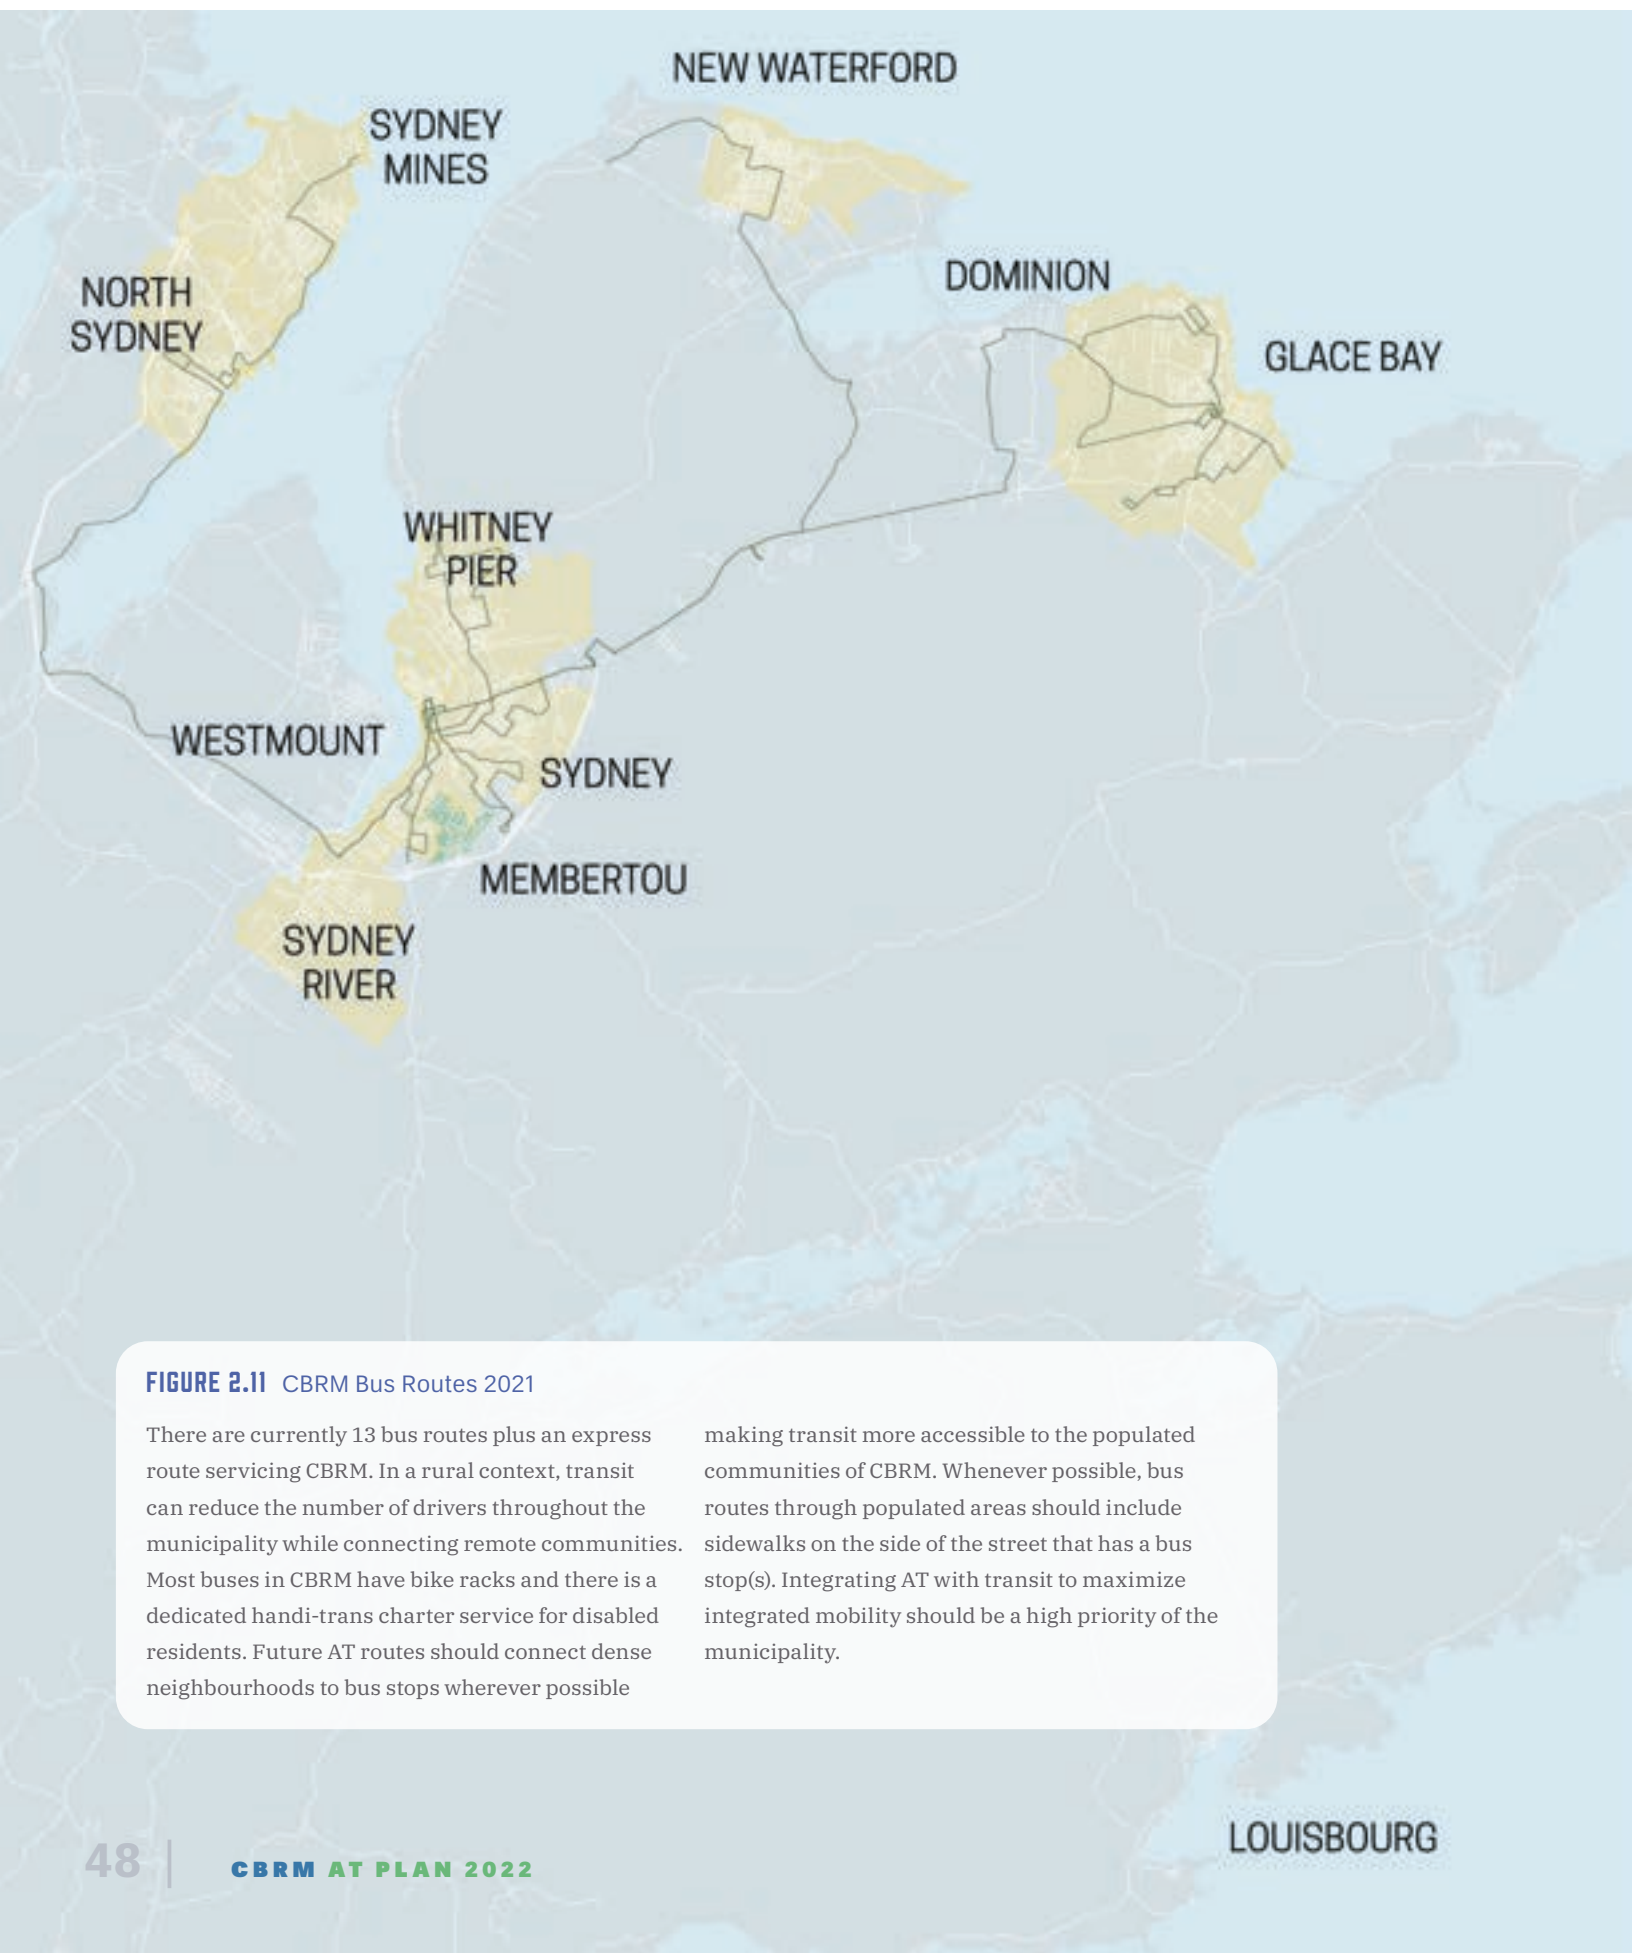 NEW WATERFORD
SYDNEY
MINES
NORTH
SYDNEY
DOMINION
GLACE BAY
WHITNEY
PIER
WESTMOUNT
SYDNEY
MEMBERTOU
SYDNEY
RIVER
FIGURE 2.11 CBRM Bus Routes 2021
There are currently 13 bus routes plus an express
route servicing CBRM. In a rural context, transit
can reduce the number of drivers throughout the
municipality while connecting remote communities.
Most buses in CBRM have bike racks and there is a
dedicated handi-trans charter service for disabled
residents. Future AT routes should connect dense
neighbourhoods to bus stops wherever possible
making transit more accessible to the populated
communities of CBRM. Whenever possible, bus
routes through populated areas should include
sidewalks on the side of the street that has a bus
stop(s). Integrating AT with transit to maximize
integrated mobility should be a high priority of the
municipality.
LOUISBOURG
48 | CBRM AT PLAN 2022